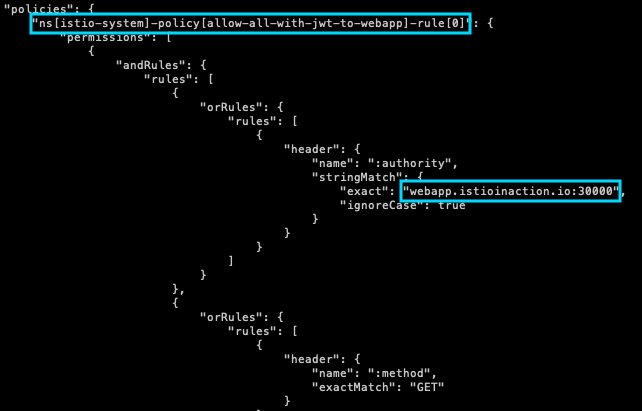 "policies": {
"ns[istio-system]-policy[allow-all-with-jwt-to-webapp]-rule[0]": {
"permissions": [
{
"andRules": {
"rules": [
{
"orRules": {
"rules": [
{
"header": {
"name": ":authority",
"stringMatch": {
"exact": "webapp.istioinaction.io:30000",
"ignoreCase": true
}
}
}
]
}
},
{
"orRules": {
"rules": [
{
"header": {
"name": ":method",
"exactMatch": "GET"
}
}